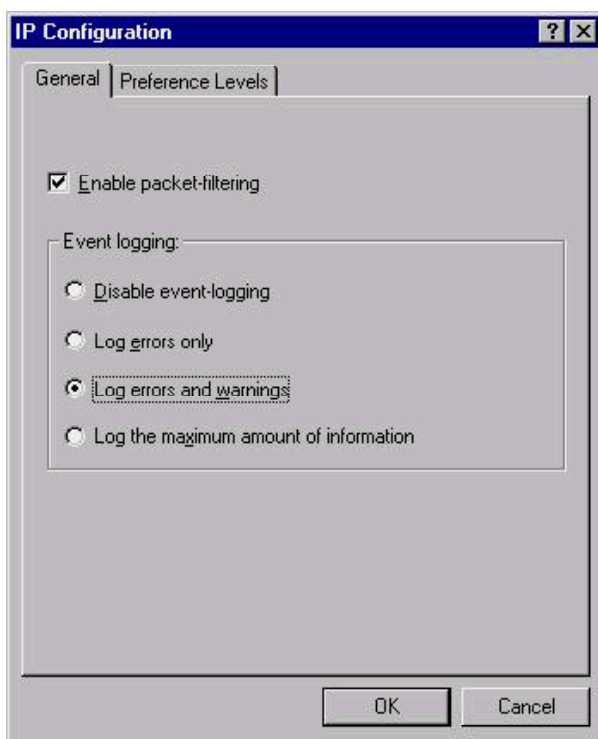 IP Configuration
General
Preference Levels
Enable packet-filtering
Event logging:
Disable event-logging
Log errors only
Log errors and warnings
Log the maximum amount of information
OK
Cancel